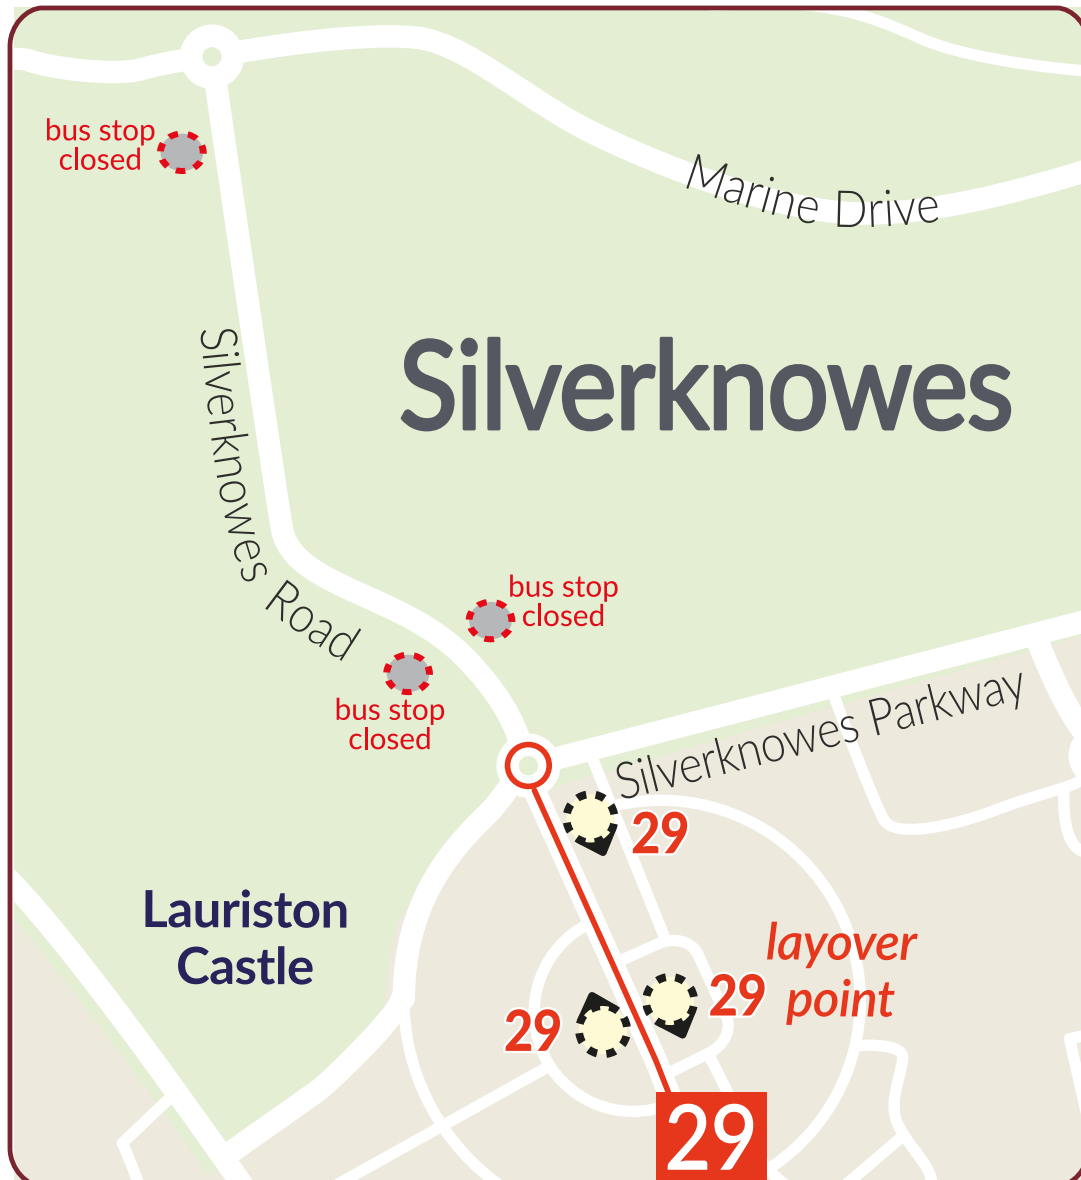 bus stop
closed
Marine Drive
Silverknowes
Silverknowes Road
bus stop
closed
bus stop
closed
Silverknowes Parkway
29
Lauriston
Castle
layover
point
29
29
29